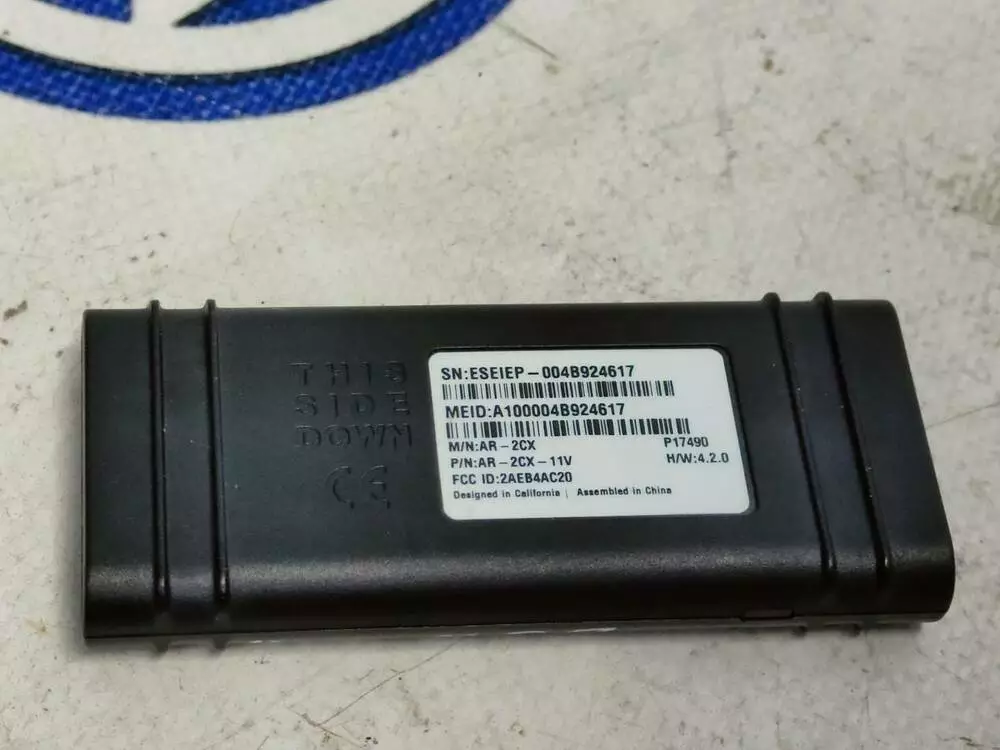 THIS
SIDE
DOWN
CE
SN:ESEIEP-004B924617
MEID:A100004B924617
M/N:AR-2CX
P17490
P/N:AR-2CX-11V
H/W:4.2.0
FCC ID:2AEB4AC20
Designed in California | Assembled in China